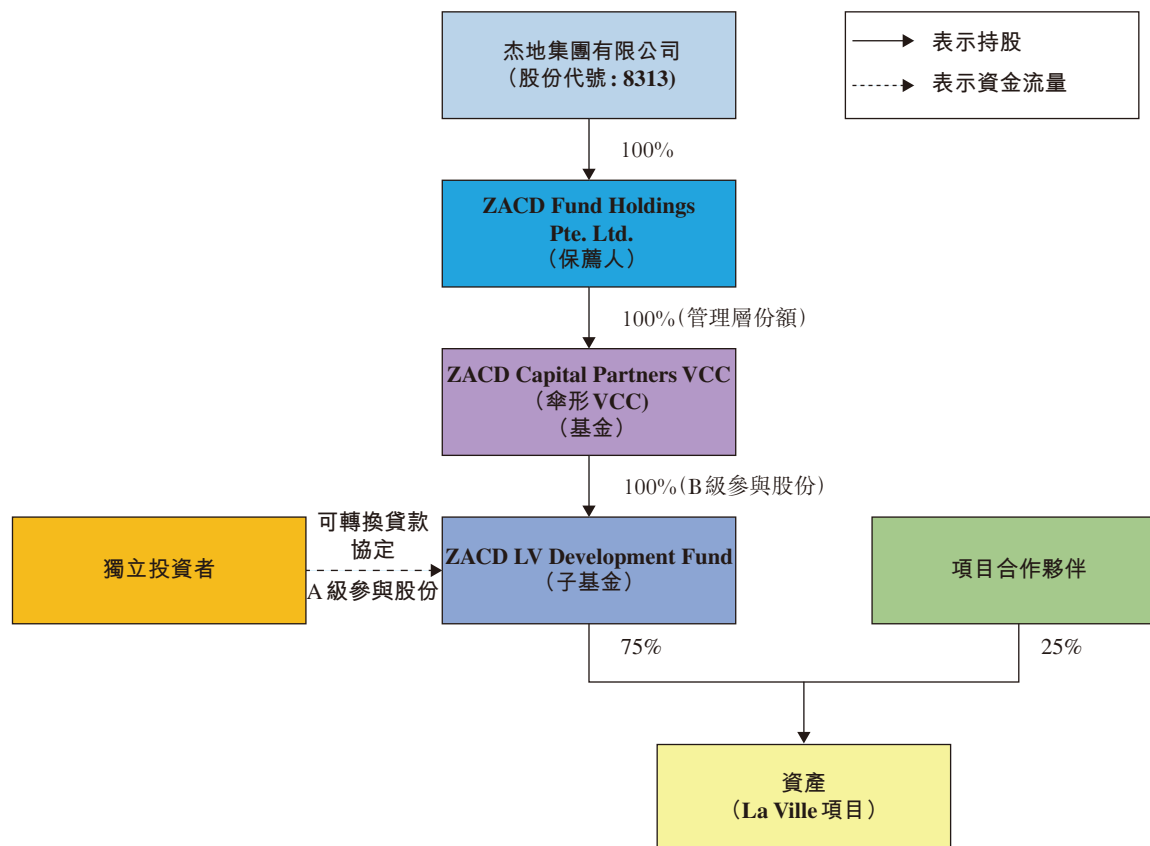 杰地集團有限公司
（股份代號: 8313)
表示持股
表示資金流量
100%
ZACD Fund Holdings
Pte. Ltd.
（保薦人）
100%(管理層份額)
ZACD Capital Partners VCC
（傘形VCC)
（基金）
100%(B級參與股份)
獨立投資者
可轉換貸款
協定
A級參與股份
ZACD LV Development Fund
（子基金）
項目合作夥伴
75%
25%
資產
（La Ville項目）